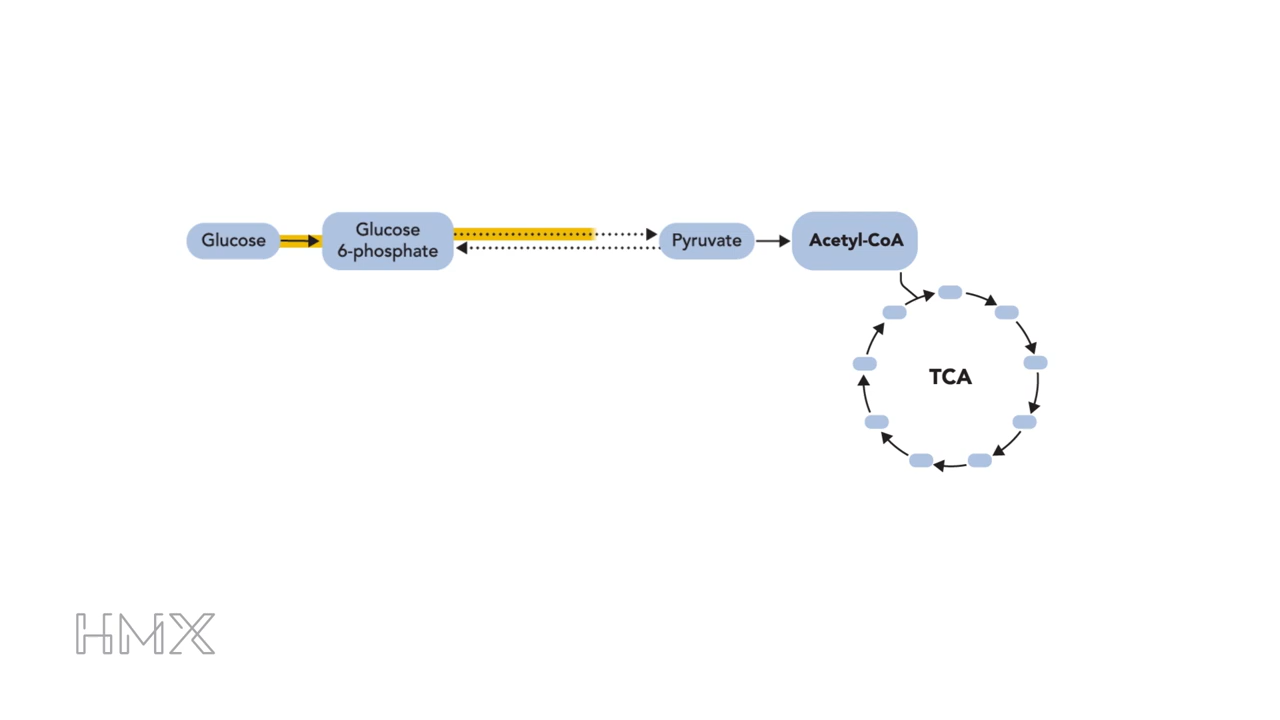 Glucose
Glucose
6-phosphate
Pyruvate
Acetyl-CoA
TCA
HMX